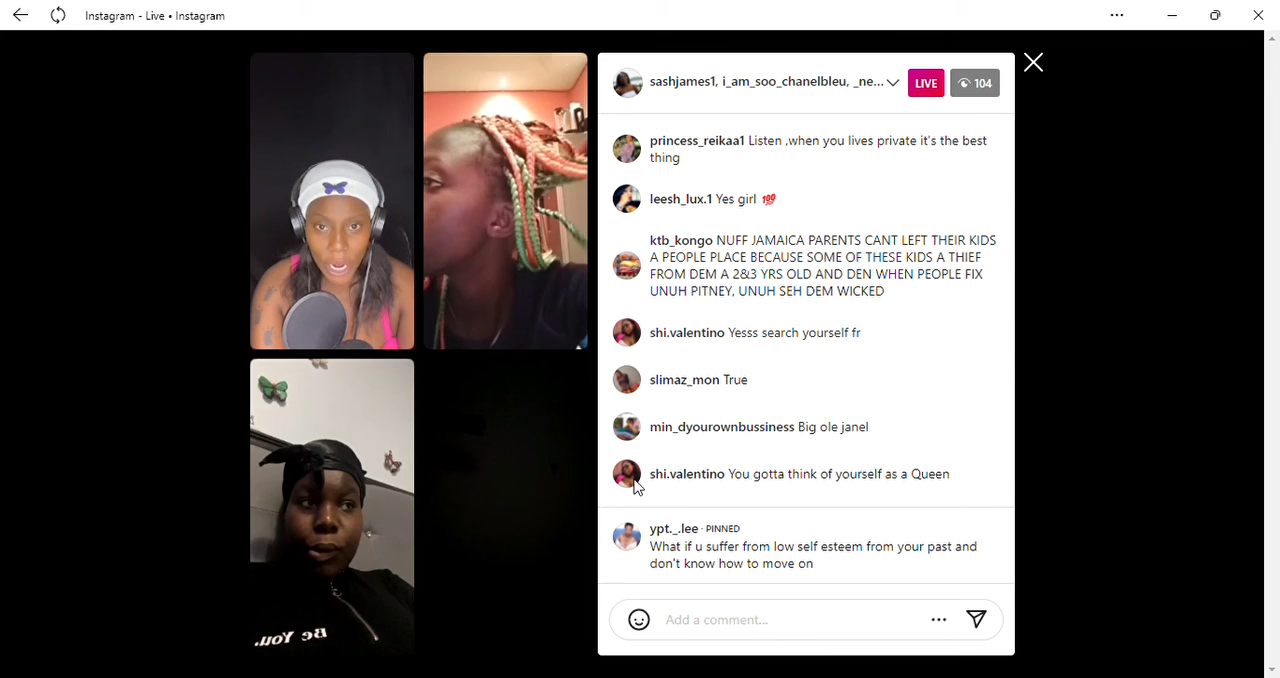 Instagram - Live • Instagram
sashjames1, i_am_soo_chanelbleu, _ne...
LIVE
104
princess_reikaa1 Listen ,when you lives private it's the best
thing
leesh_lux.1 Yes girl 💯
ktb_kongo NUFF JAMAICA PARENTS CANT LEFT THEIR KIDS
A PEOPLE PLACE BECAUSE SOME OF THESE KIDS A THIEF
FROM DEM A 2&3 YRS OLD AND DEN WHEN PEOPLE FIX
UNUH PITNEY, UNUH SEH DEM WICKED
shi.valentino Yesss search yourself fr
slimaz_mon True
min_dyourownbussiness Big ole janel
shi.valentino You gotta think of yourself as a Queen
ypt._.lee · PINNED
What if u suffer from low self esteem from your past and
don't know how to move on
Add a comment...
Be You.